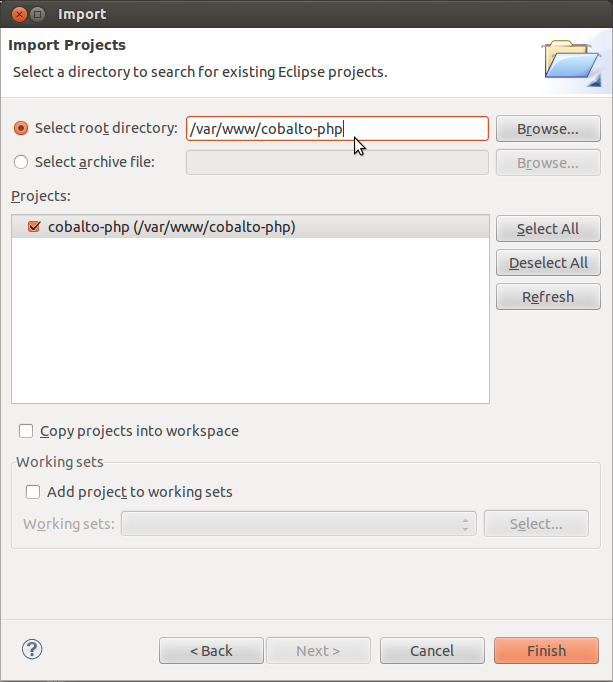 Import
Import Projects
Select a directory to search for existing Eclipse projects.
Select root directory: /var/www/cobalto-php Browse...
Select archive file: Browse...
Projects:
cobalto-php (/var/www/cobalto-php)
Select All
Deselect All
Refresh
Copy projects into workspace
Working sets
Add project to working sets
Working sets: Select...
? < Back Next > Cancel Finish